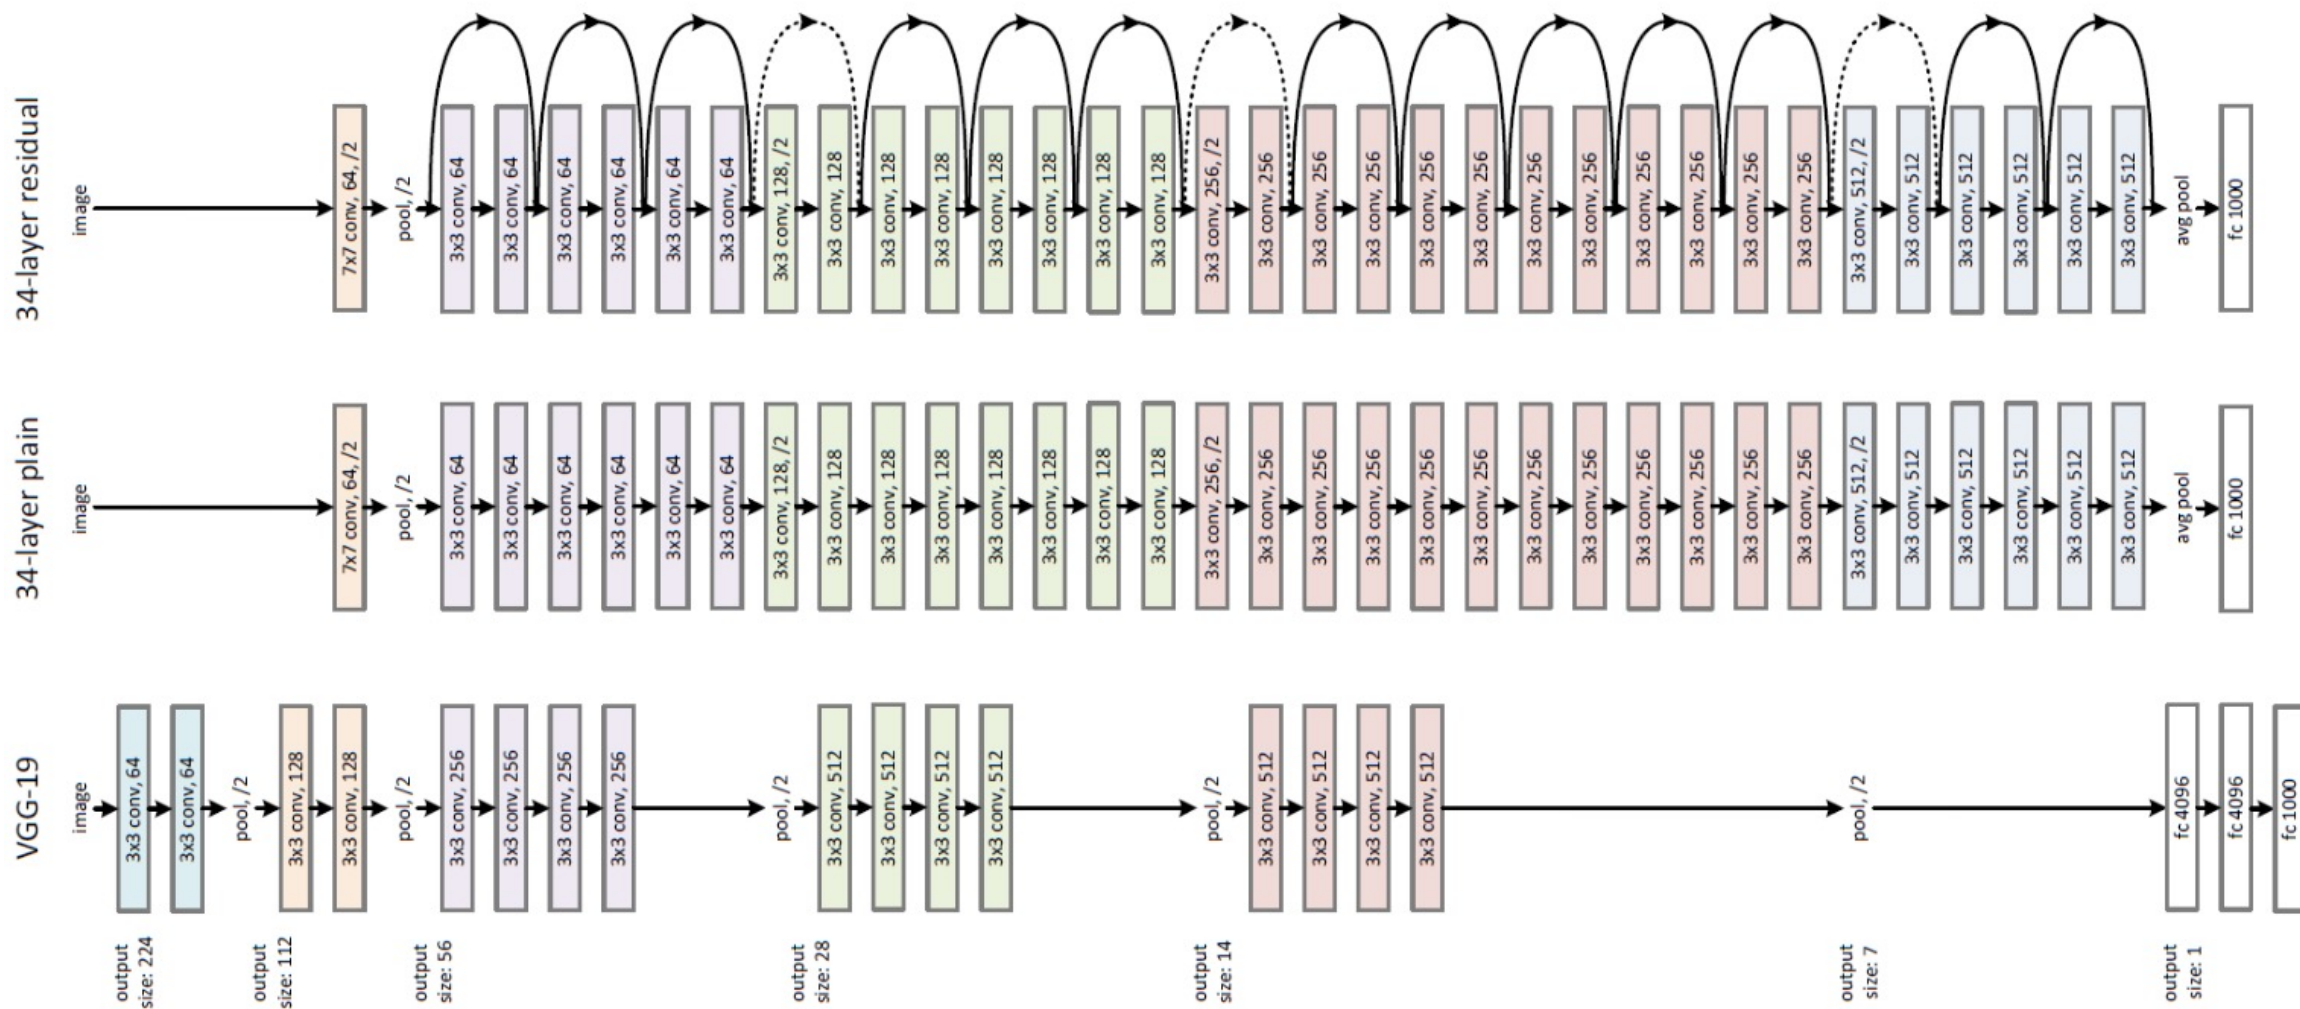 34-layer residual
image
7x7 conv, 64, /2
pool, /2
3x3 conv, 64
3x3 conv, 64
3x3 conv, 64
3x3 conv, 64
3x3 conv, 64
3x3 conv, 64
3x3 conv, 128, /2
3x3 conv, 128
3x3 conv, 128
3x3 conv, 128
3x3 conv, 128
3x3 conv, 128
3x3 conv, 128
3x3 conv, 128
3x3 conv, 256, /2
3x3 conv, 256
3x3 conv, 256
3x3 conv, 256
3x3 conv, 256
3x3 conv, 256
3x3 conv, 256
3x3 conv, 256
3x3 conv, 256
3x3 conv, 256
3x3 conv, 256
3x3 conv, 256
3x3 conv, 512, /2
3x3 conv, 512
3x3 conv, 512
3x3 conv, 512
3x3 conv, 512
3x3 conv, 512
avg pool
fc 1000
34-layer plain
image
7x7 conv, 64, /2
pool, /2
3x3 conv, 64
3x3 conv, 64
3x3 conv, 64
3x3 conv, 64
3x3 conv, 64
3x3 conv, 64
3x3 conv, 128, /2
3x3 conv, 128
3x3 conv, 128
3x3 conv, 128
3x3 conv, 128
3x3 conv, 128
3x3 conv, 128
3x3 conv, 128
3x3 conv, 256, /2
3x3 conv, 256
3x3 conv, 256
3x3 conv, 256
3x3 conv, 256
3x3 conv, 256
3x3 conv, 256
3x3 conv, 256
3x3 conv, 256
3x3 conv, 256
3x3 conv, 256
3x3 conv, 256
3x3 conv, 512, /2
3x3 conv, 512
3x3 conv, 512
3x3 conv, 512
3x3 conv, 512
3x3 conv, 512
avg pool
fc 1000
VGG-19
image
3x3 conv, 64
3x3 conv, 64
pool, /2
3x3 conv, 128
3x3 conv, 128
pool, /2
3x3 conv, 256
3x3 conv, 256
3x3 conv, 256
3x3 conv, 256
pool, /2
3x3 conv, 512
3x3 conv, 512
3x3 conv, 512
3x3 conv, 512
pool, /2
3x3 conv, 512
3x3 conv, 512
3x3 conv, 512
3x3 conv, 512
pool, /2
fc 4096
fc 4096
fc 1000
output
size: 224
output
size: 112
output
size: 56
output
size: 28
output
size: 14
output
size: 7
output
size: 1